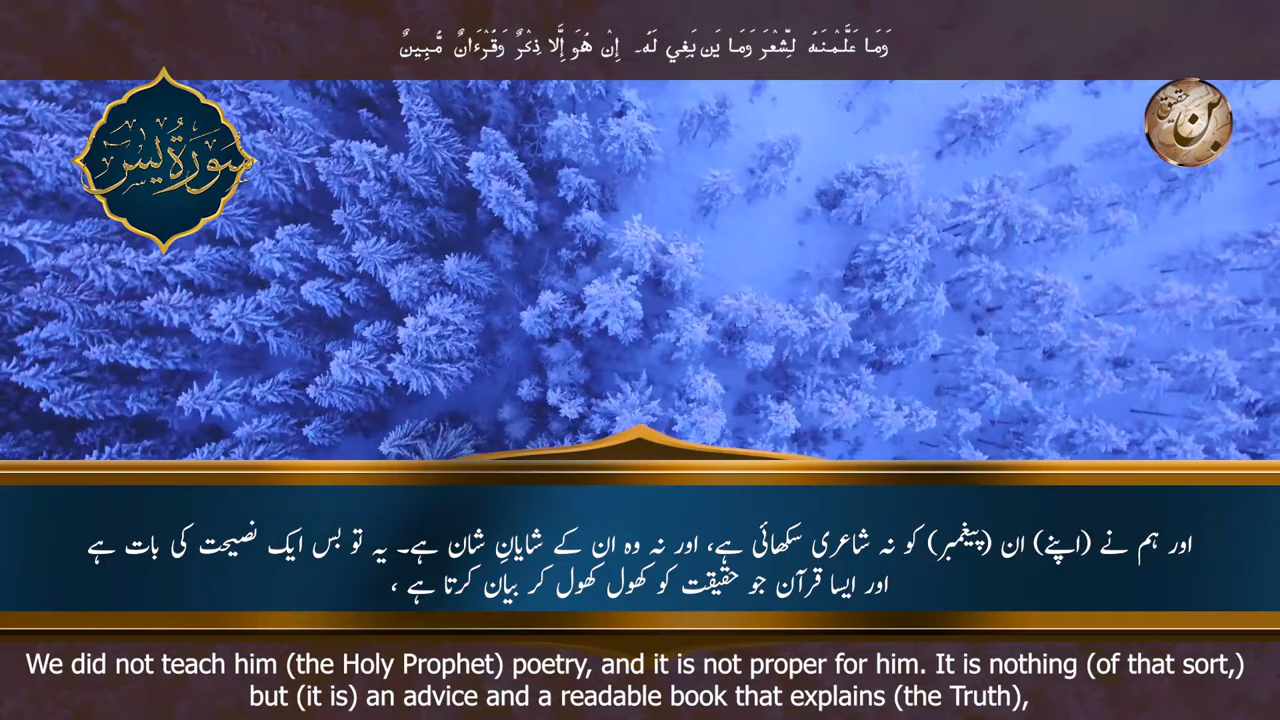 وَمَا عَلَّمْنَـٰهُ لشِّعْرَ وَمَا يَن بَغِي لَهُۥ ۚ إِنْ هُوَ إِلَّا ذِكْرٌ وَقُرْءَانٌ مُّبِينٌ
سورة يس
بن حقیق
اور ہم نے (اپنے) ان (پیغمبر) کو نہ شاعری سکھائی ہے، اور نہ وہ ان کے شایانِ شان ہے۔ یہ تو بس ایک نصیحت کی بات ہے
اور ایسا قرآن جو حقیقت کو کھول کھول کر بیان کرتا ہے ،
We did not teach him (the Holy Prophet) poetry, and it is not proper for him. It is nothing (of that sort,)
but (it is) an advice and a readable book that explains (the Truth),